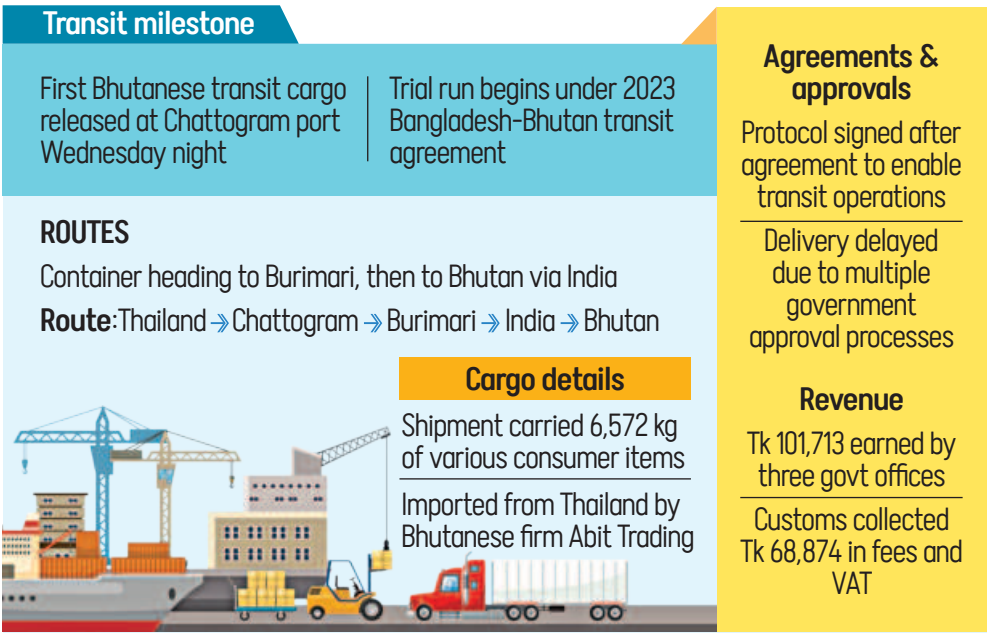 Transit milestone
First Bhutanese transit cargo
released at Chattogram port
Wednesday night
Trial run begins under 2023
Bangladesh-Bhutan transit
agreement
ROUTES
Container heading to Burimari, then to Bhutan via India
Route:Thailand → Chattogram → Burimari → India → Bhutan
Cargo details
Shipment carried 6,572 kg
of various consumer items
Imported from Thailand by
Bhutanese firm Abit Trading
Agreements &
approvals
Protocol signed after
agreement to enable
transit operations
Delivery delayed
due to multiple
government
approval processes
Revenue
Tk 101,713 earned by
three govt offices
Customs collected
Tk 68,874 in fees and
VAT